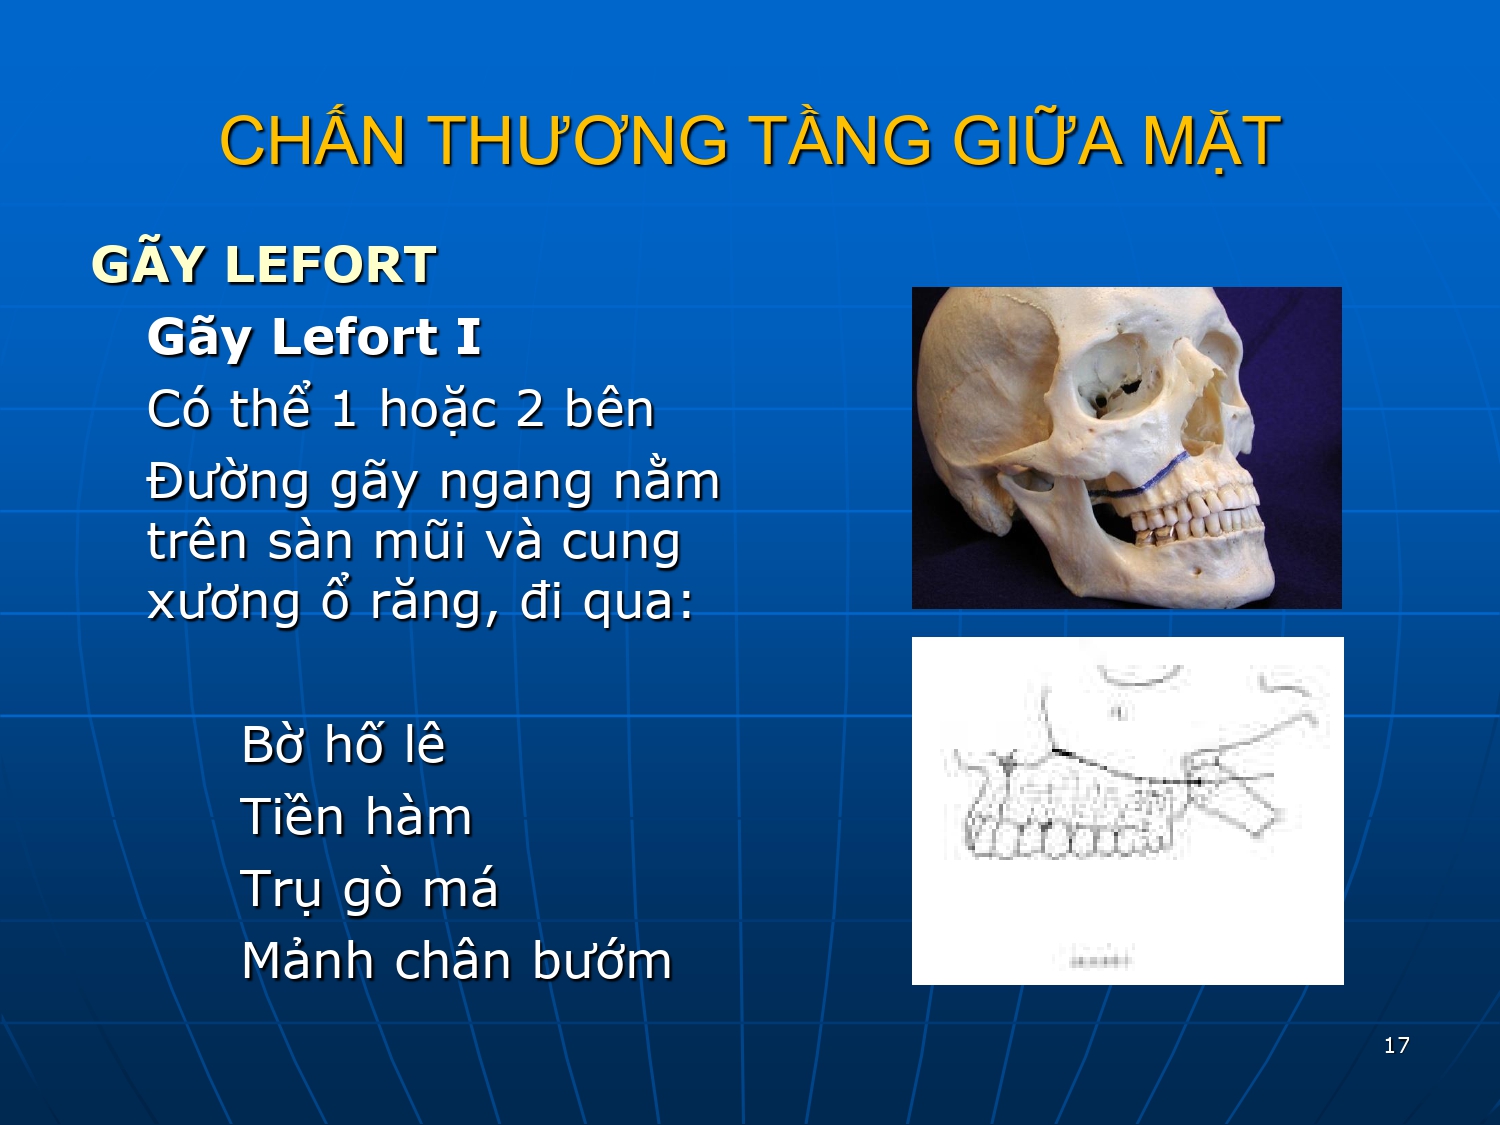 CHẤN THƯƠNG TẦNG GIỮA MẶT
GÃY LEFORT
Gãy Lefort I
Có thể 1 hoặc 2 bên
Đường gãy ngang nằm
trên sàn mũi và cung
xương ổ răng, đi qua:
Bờ hố lê
Tiền hàm
Trụ gò má
Mảnh chân bướm
17